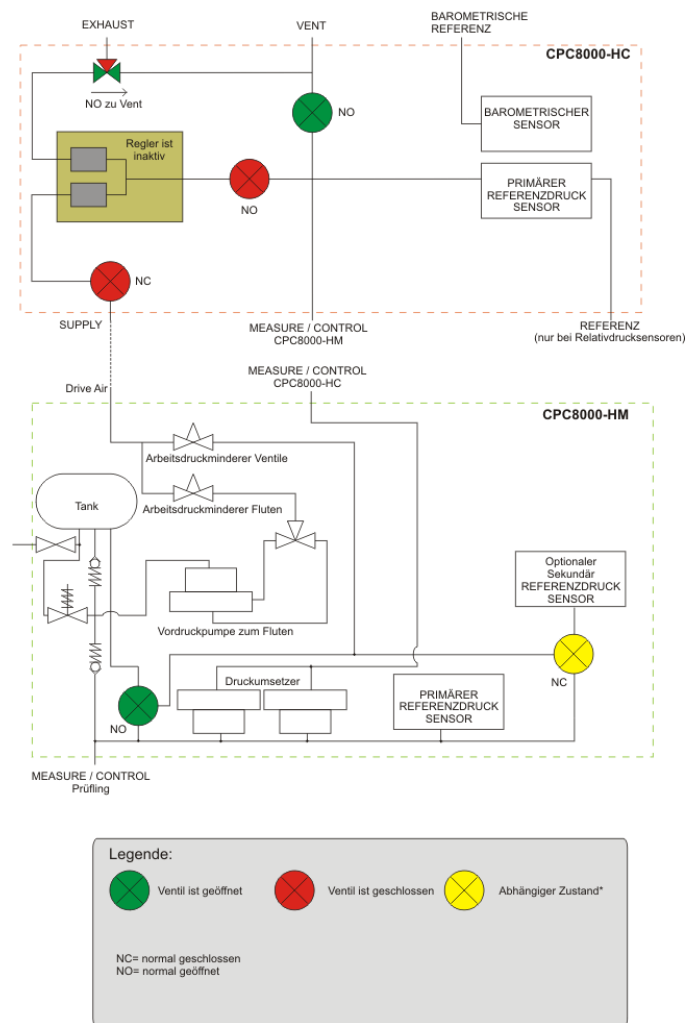 EXHAUST
VENT
BAROMETRISCHE
REFERENZ
CPC8000-HC
NO zu Vent
NO
BAROMETRISCHER
SENSOR
Regler ist
inaktiv
PRIMÄRER
REFERENZDRUCK
SENSOR
NO
NC
SUPPLY
MEASURE / CONTROL
CPC8000-HM
REFERENZ
(nur bei Relativdrucksensoren)
MEASURE / CONTROL
CPC8000-HC
Drive Air
CPC8000-HM
Arbeitsdruckminderer Ventile
Tank
Arbeitsdruckminderer Fluten
Optionaler
Sekundär
REFERENZDRUCK
SENSOR
Vordruckpumpe zum Fluten
Druckumsetzer
NC
PRIMÄRER
REFERENZDRUCK
SENSOR
NO
MEASURE / CONTROL
Prüfling
Legende:
Ventil ist geöffnet
Ventil ist geschlossen
Abhängiger Zustand*
NC= normal geschlossen
NO= normal geöffnet